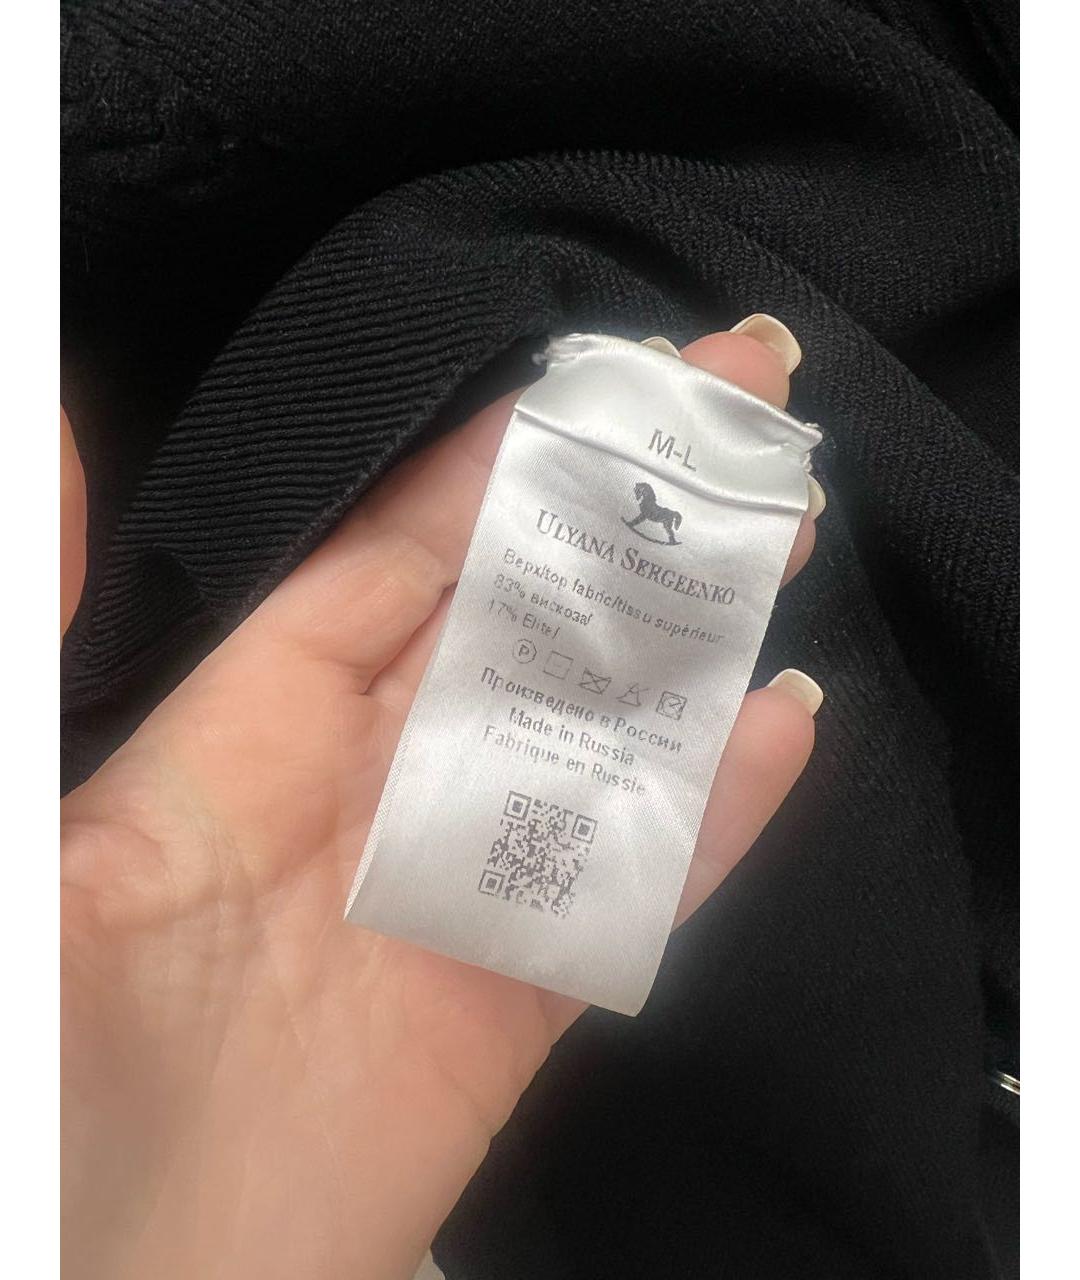 M-L
ULYANA SERGEENKO
Верх/top fabric/tissu supérieur
83% вискоза/
17% Elite/
P
Произведено в России
Made in Russia
Fabrique en Russie